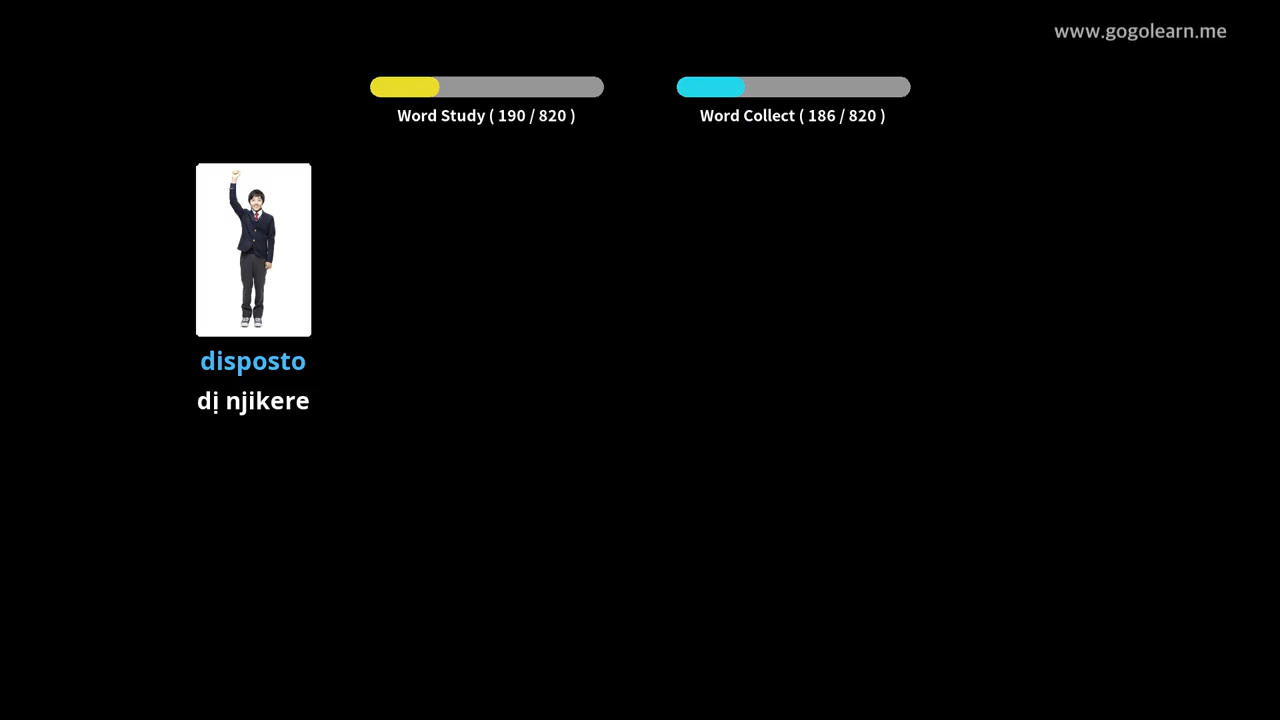 www.gogolearn.me
Word Study ( 190 / 820 )
Word Collect ( 186 / 820 )
disposto
dị njikere